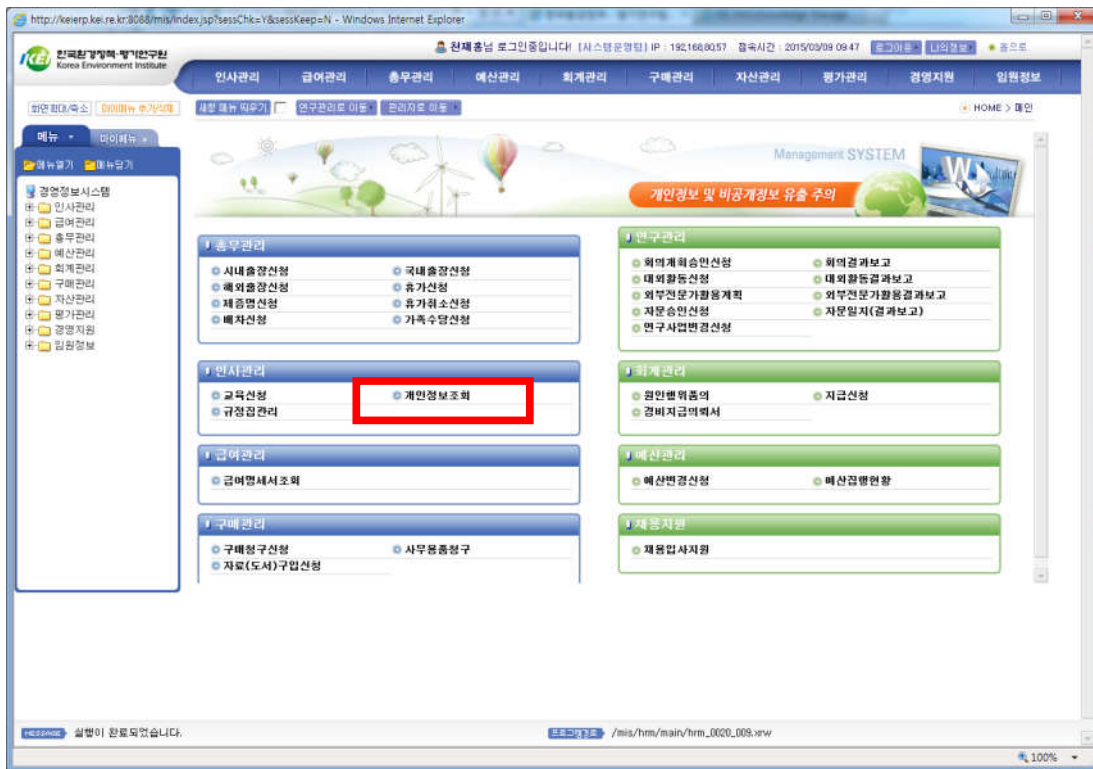 http://keierp.kei.re.kr:8088/mis/index.jsp?sessChk=Y&sessKeep=N - Windows Internet Explorer
KEI 한국환경정책·평가연구원
Korea Environment Institute
천재홍님 로그인중입니다! [시스템운영팀] IP : 192,168,80,57 접속시간 : 2015/03/09 09:47 로그아웃 나의정보 홈으로
인사관리 급여관리 총무관리 예산관리 회계관리 구매관리 자산관리 평가관리 경영지원 임원정보
화면확대/축소 마이메뉴 추가/삭제 새창 메뉴 띄우기 연구관리로 이동 관리자로 이동 HOME > 메인
메뉴 마이메뉴
메뉴열기 메뉴닫기
경영정보시스템
인사관리
급여관리
총무관리
예산관리
회계관리
구매관리
자산관리
평가관리
경영지원
임원정보
Management SYSTEM
개인정보 및 비공개정보 유출 주의
총무관리
시내출장신청 국내출장신청
해외출장신청 휴가신청
제증명신청 휴가취소신청
배차신청 가족수당신청
연구관리
회의개최승인신청 회의결과보고
대외활동신청 대외활동결과보고
외부전문가활용계획 외부전문가활용결과보고
자문승인신청 자문일지(결과보고)
연구사업변경신청
인사관리
교육신청 개인정보조회
규정집관리
회계관리
원인행위품의 지급신청
경비지급의뢰서
급여관리
급여명세서조회
예산관리
예산변경신청 예산집행현황
구매관리
구매청구신청 사무용품청구
자료(도서)구입신청
채용지원
채용입사지원
MESSAGE 실행이 완료되었습니다. 프로그램경로 /mis/hrm/main/hrm_0020_009.xrw
100%